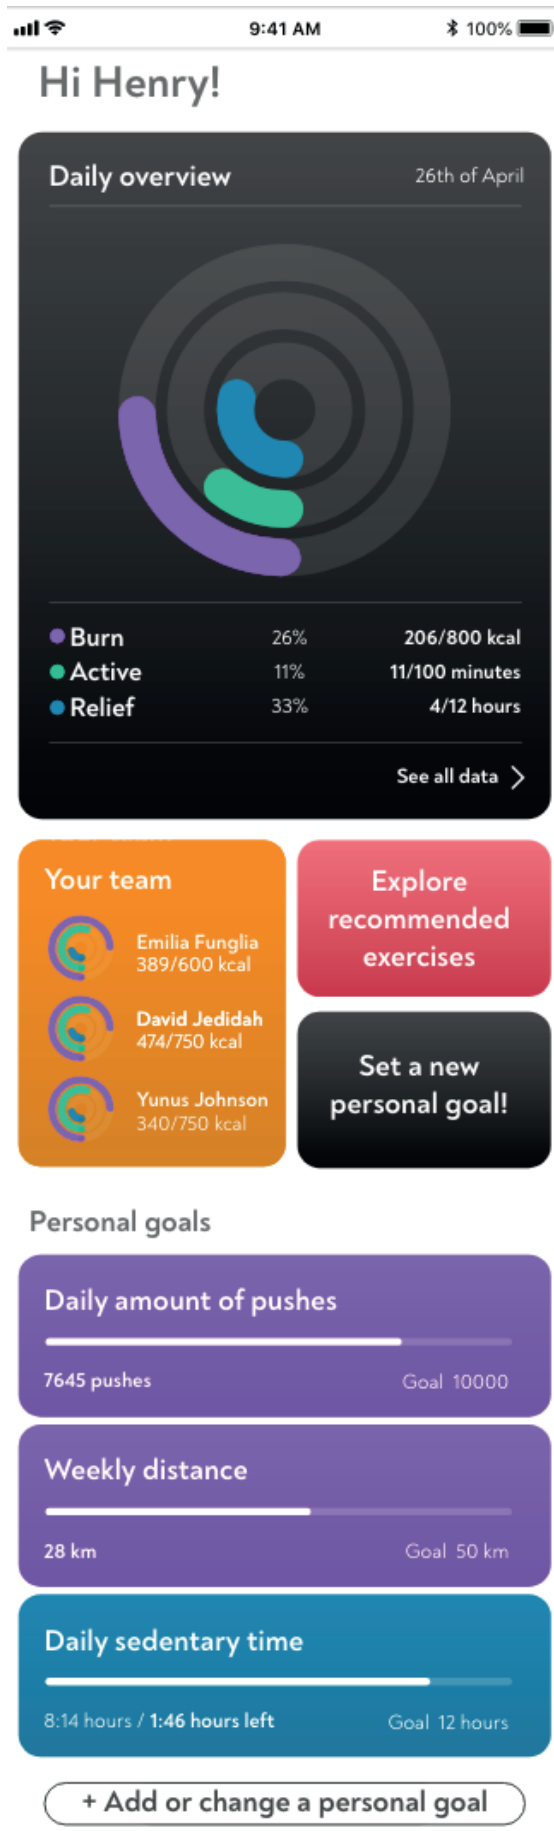 9:41 AM
100%
Hi Henry!
Daily overview
26th of April
Burn 26% 206/800 kcal
Active 11% 11/100 minutes
Relief 33% 4/12 hours
See all data
Your team
Emilia Funglia
389/600 kcal
David Jedidah
474/750 kcal
Yunus Johnson
340/750 kcal
Explore
recommended
exercises
Set a new
personal goal!
Personal goals
Daily amount of pushes
7645 pushes
Goal 10000
Weekly distance
28 km
Goal 50 km
Daily sedentary time
8:14 hours / 1:46 hours left
Goal 12 hours
+ Add or change a personal goal